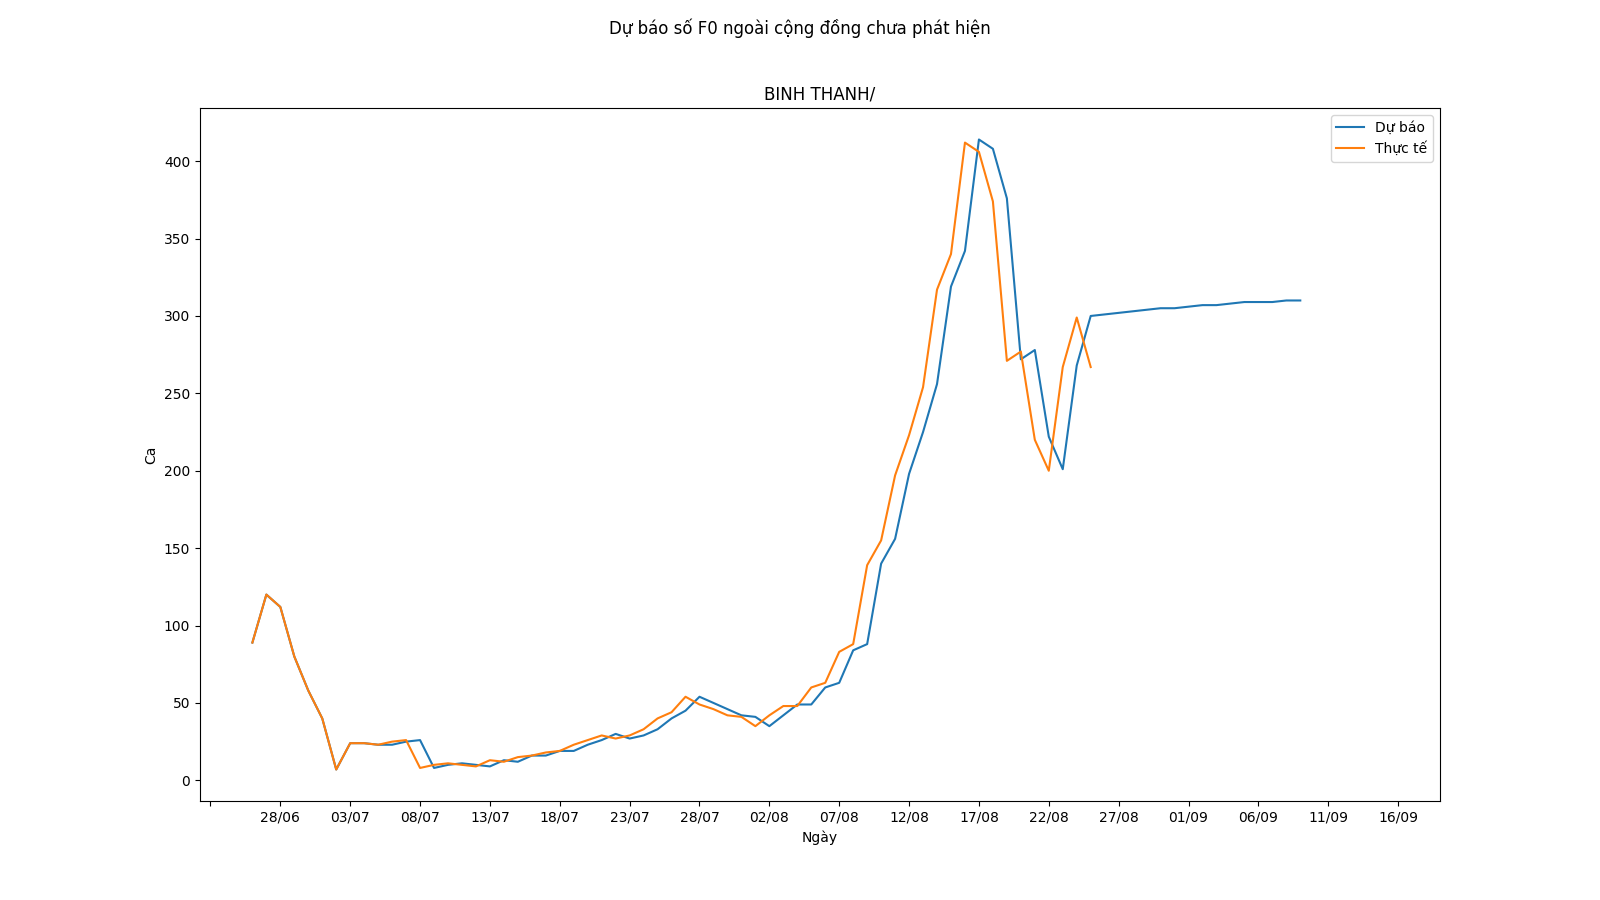 Dự báo số F0 ngoài cộng đồng chưa phát hiện
BINH THANH/
Dự báo
Thực tế
400
350
300
250
200
150
100
50
0
Ca
28/06 03/07 08/07 13/07 18/07 23/07 28/07 02/08 07/08 12/08 17/08 22/08 27/08 01/09 06/09 11/09 16/09
Ngày